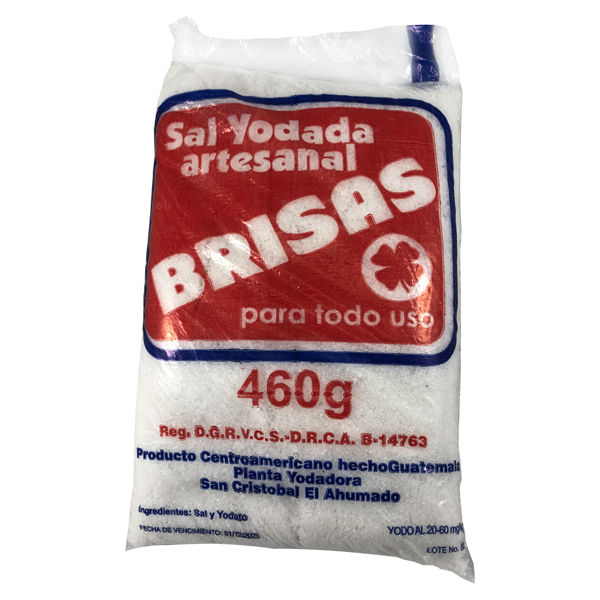 Sal Yodada
artesanal
BRISAS
para todo uso
460g
Reg. D.G.R.V.C.S.-D.R.C.A. B-14763
Producto Centroamericano hechoGuatemala
Planta Yodadora
San Cristobal El Ahumado
Ingredientes: Sal y Yodato
FECHA DE VENCIMIENTO:
YODO AL 20-60
LOTE No.